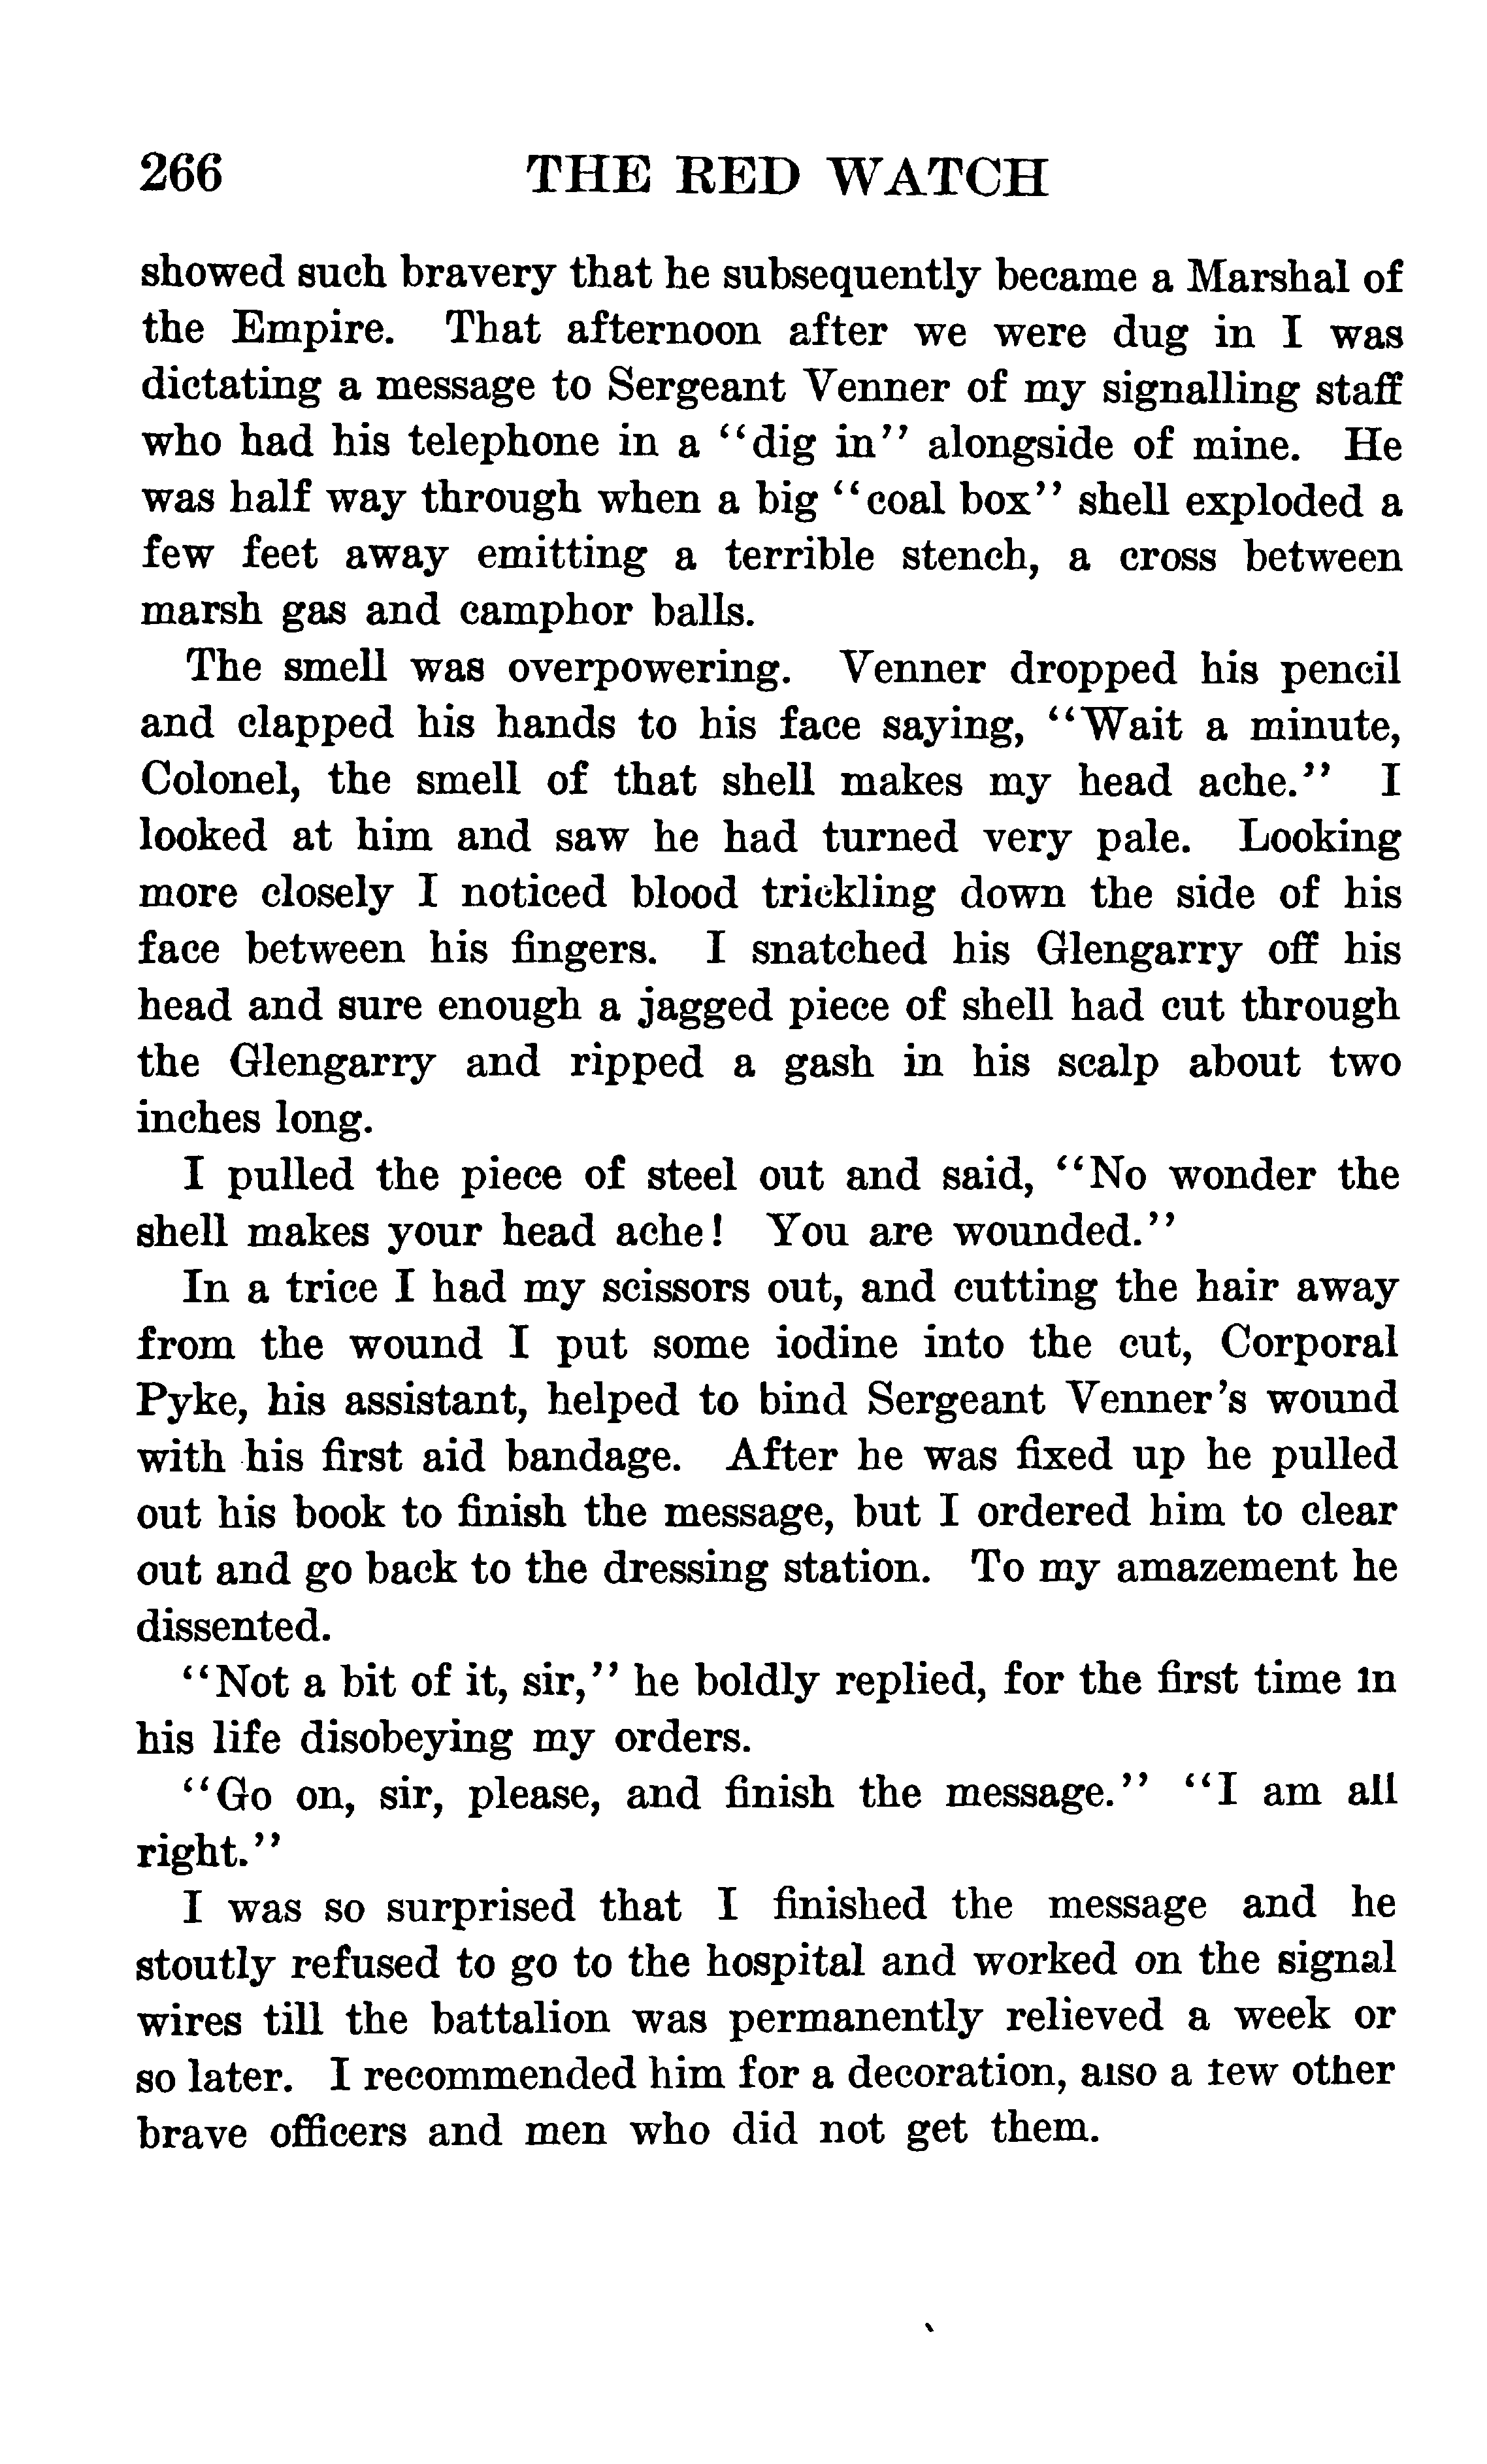 266 THE RED WATCH
showed such bravery that he subsequently became a Marshal of
the Empire. That afternoon after we were dug in I was
dictating a message to Sergeant Venner of my signalling staff
who had his telephone in a "dig in" alongside of mine. He
was half way through when a big "coal box" shell exploded a
few feet away emitting a terrible stench, a cross between
marsh gas and camphor balls.
The smell was overpowering. Venner dropped his pencil
and clapped his hands to his face saying, "Wait a minute,
Colonel, the smell of that shell makes my head ache." I
looked at him and saw he had turned very pale. Looking
more closely I noticed blood trickling down the side of his
face between his fingers. I snatched his Glengarry off his
head and sure enough a jagged piece of shell had cut through
the Glengarry and ripped a gash in his scalp about two
inches long.
I pulled the piece of steel out and said, "No wonder the
shell makes your head ache! You are wounded."
In a trice I had my scissors out, and cutting the hair away
from the wound I put some iodine into the cut, Corporal
Pyke, his assistant, helped to bind Sergeant Venner's wound
with his first aid bandage. After he was fixed up he pulled
out his book to finish the message, but I ordered him to clear
out and go back to the dressing station. To my amazement he
dissented.
"Not a bit of it, sir," he boldly replied, for the first time in
his life disobeying my orders.
"Go on, sir, please, and finish the message." "I am all
right."
I was so surprised that I finished the message and he
stoutly refused to go to the hospital and worked on the signal
wires till the battalion was permanently relieved a week or
so later. I recommended him for a decoration, also a few other
brave officers and men who did not get them.